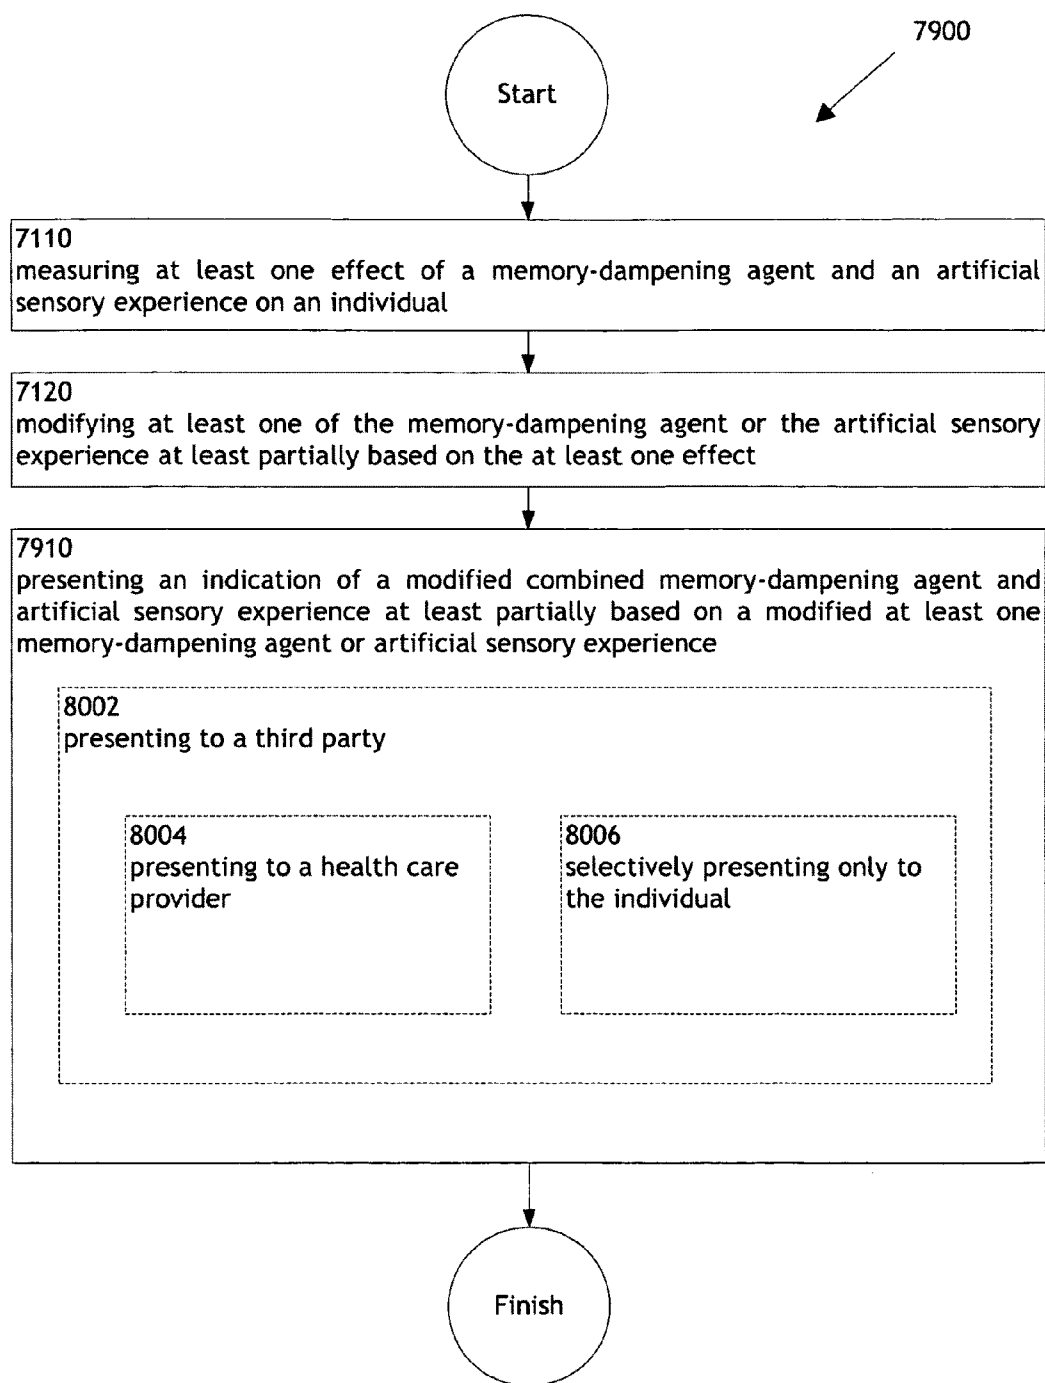 7900
Start
7110
measuring at least one effect of a memory-dampening agent and an artificial
sensory experience on an individual
7120
modifying at least one of the memory-dampening agent or the artificial sensory
experience at least partially based on the at least one effect
7910
presenting an indication of a modified combined memory-dampening agent and
artificial sensory experience at least partially based on a modified at least one
memory-dampening agent or artificial sensory experience
8002
presenting to a third party
8004
presenting to a health care
provider
8006
selectively presenting only to
the individual
Finish